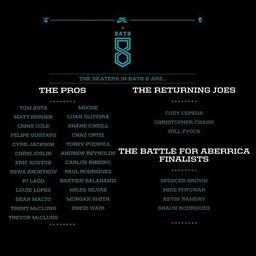 BATB
8
THE SKATERS IN BATB 8 ARE...
THE PROS
TOM ASTA
MATT BERGER
CHRIS COLE
FELIPE GUSTAVO
CYRIL JACKSON
CHRIS JOSLIN
ERIC KOSTON
SEWA KROETKOV
PJ LADD
LOUIE LOPEZ
SEAN MALTO
TRENT MCCLUNG
TREVOR MCCLUNG
MOOSE
LUAN OLIVEIRA
SHANE O'NEILL
CHAZ ORTIZ
TOREY PUDWILL
ANDREW REYNOLDS
CARLOS RIBEIRO
PAUL RODRIGUEZ
BASTIEN SALABANZI
MILES SILVAS
MORGAN SMITH
ISHOD WAIR
THE RETURNING JOES
CODY CEPEDA
CHRISTOPHER CHANN
WILL FYOCK
THE BATTLE FOR ABERRICA
FINALISTS
SPENCER BROWN
MIKE PIWOWAR
KEVIN RAMSAY
SHAUN RODRIGUEZ